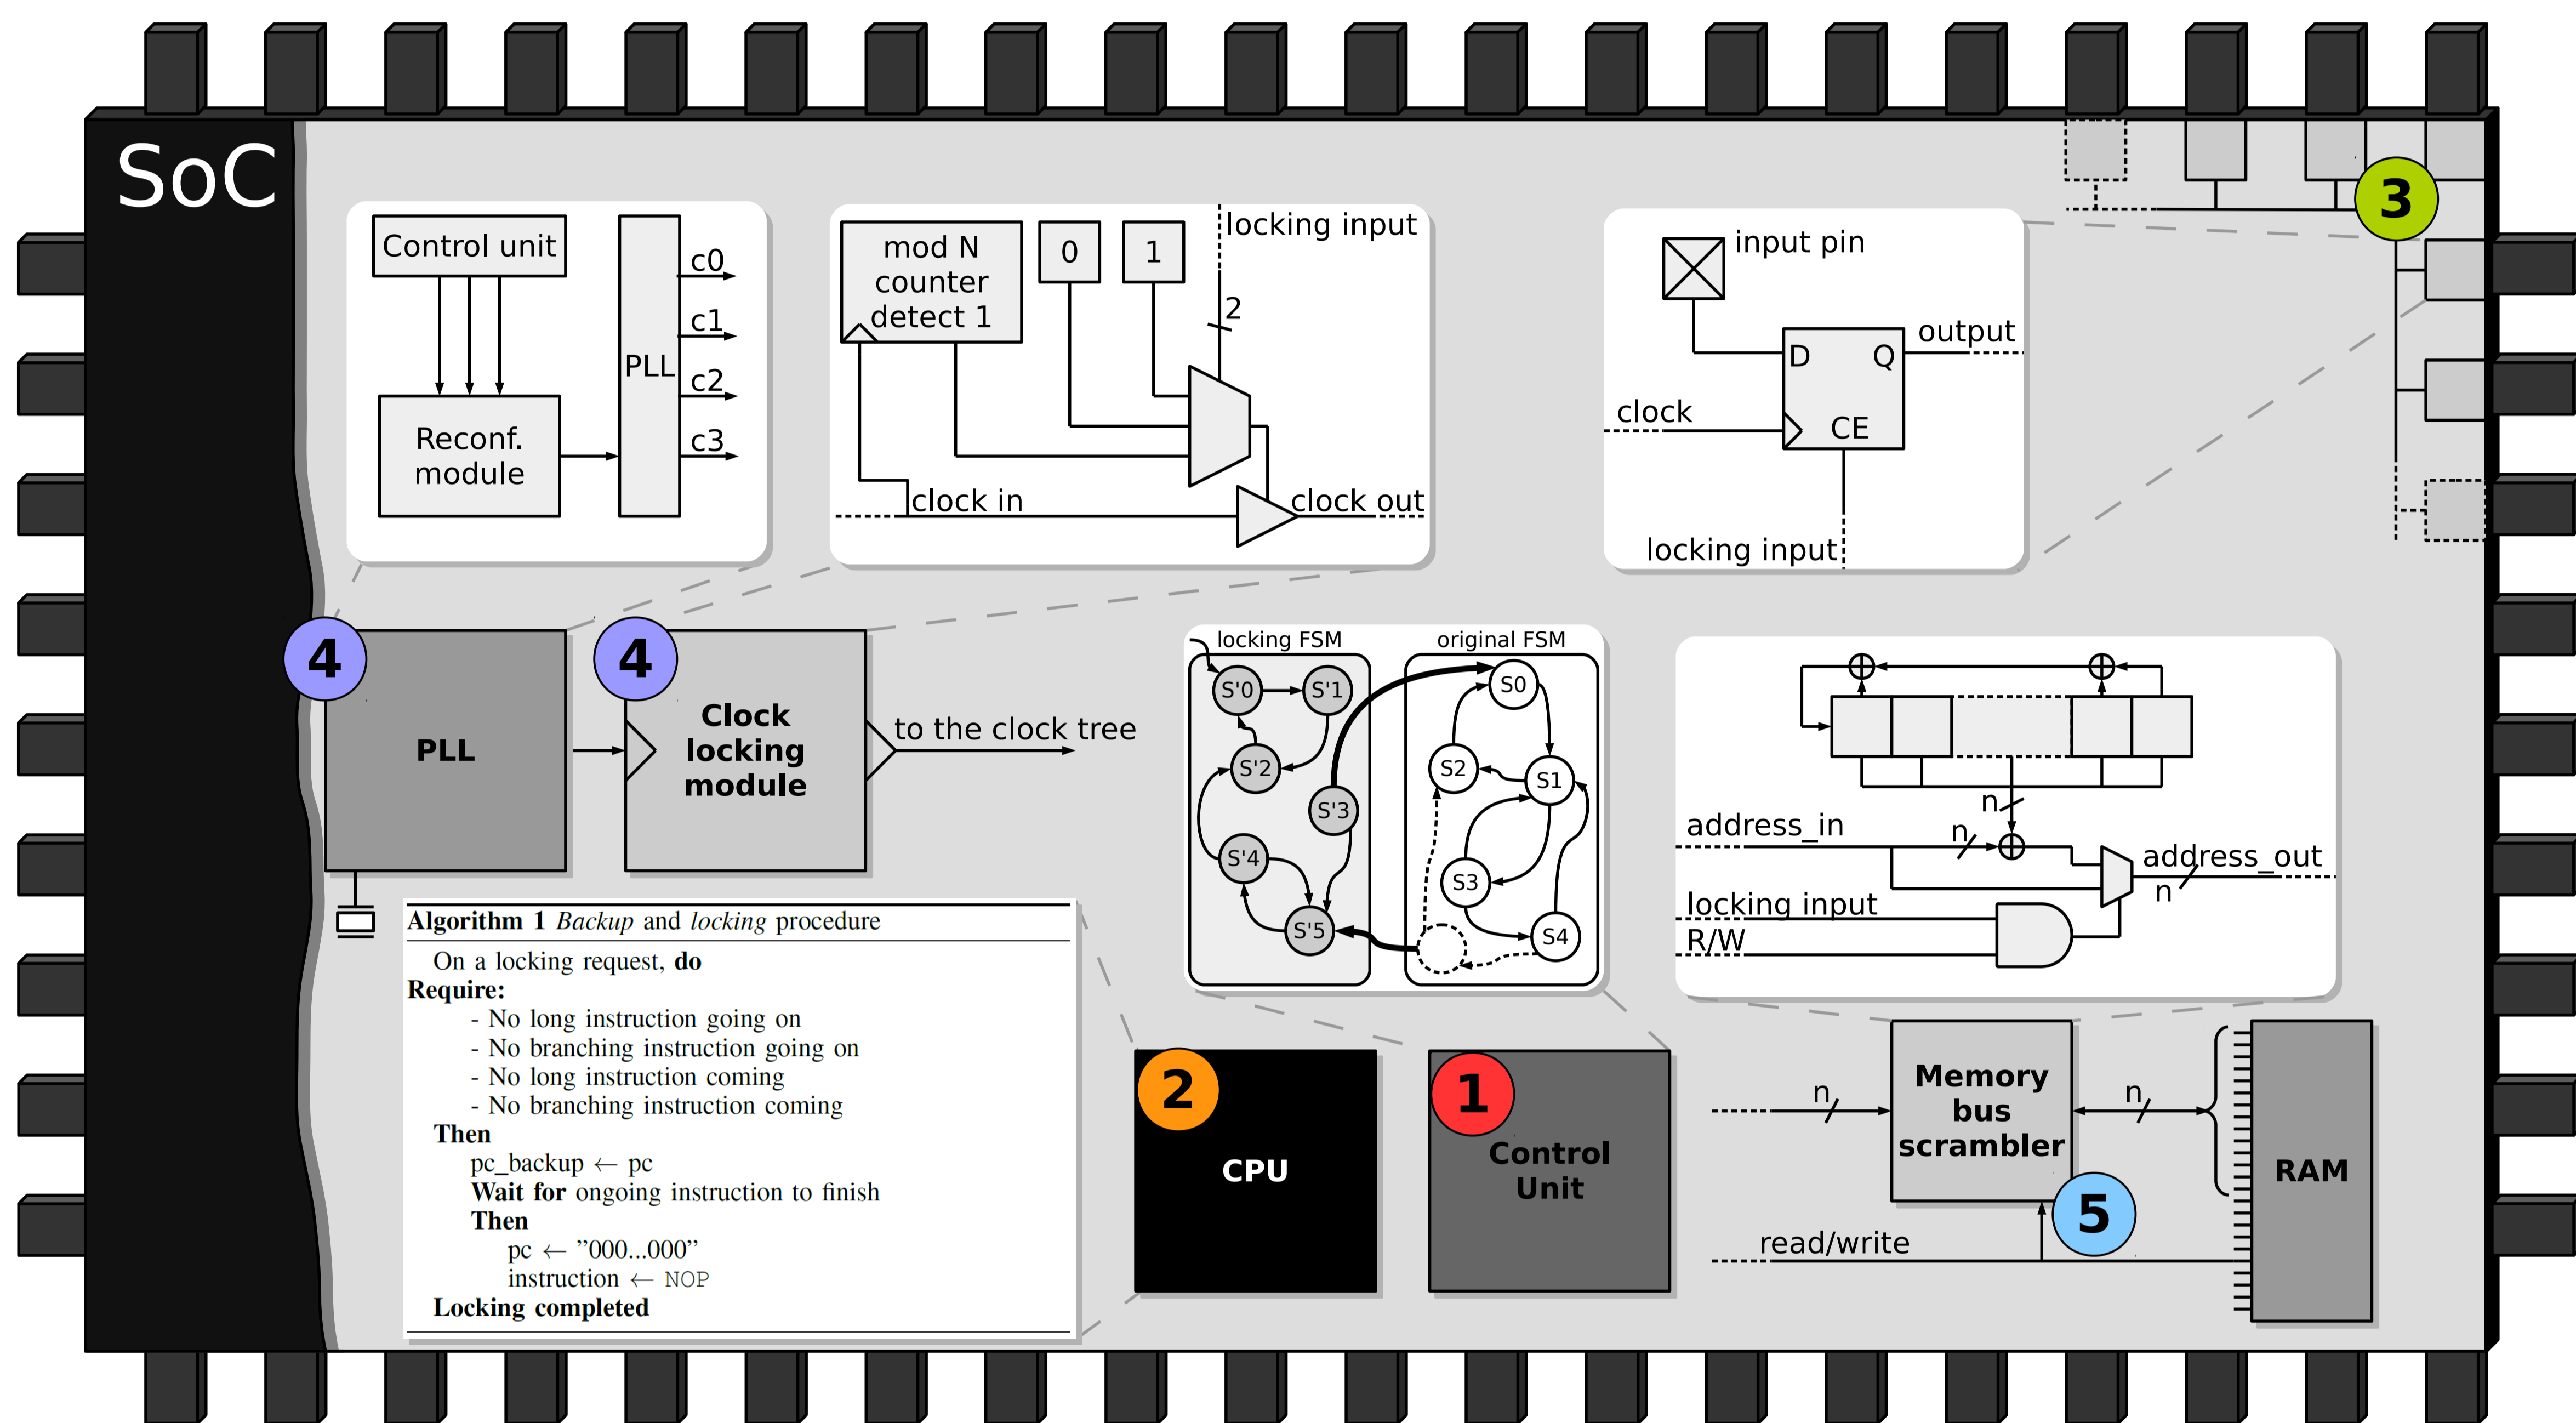 SoC
Control unit
Reconf.
module
PLL
c0
c1
c2
c3
mod N
counter
detect 1
0
1
locking input
2
clock in
clock out
input pin
D
Q
CE
output
clock
locking input
3
4
PLL
4
Clock
locking
module
to the clock tree
locking FSM
original FSM
S'0
S'1
S'2
S'3
S'4
S'5
S0
S1
S2
S3
S4
n
address_in
n
address_out
n
locking input
R/W
Algorithm 1 Backup and locking procedure
On a locking request, do
Require:
- No long instruction going on
- No branching instruction going on
- No long instruction coming
- No branching instruction coming
Then
pc_backup ← pc
Wait for ongoing instruction to finish
Then
pc ← ”000...000”
instruction ← NOP
Locking completed
2
CPU
1
Control
Unit
n
Memory
bus
scrambler
n
5
read/write
RAM